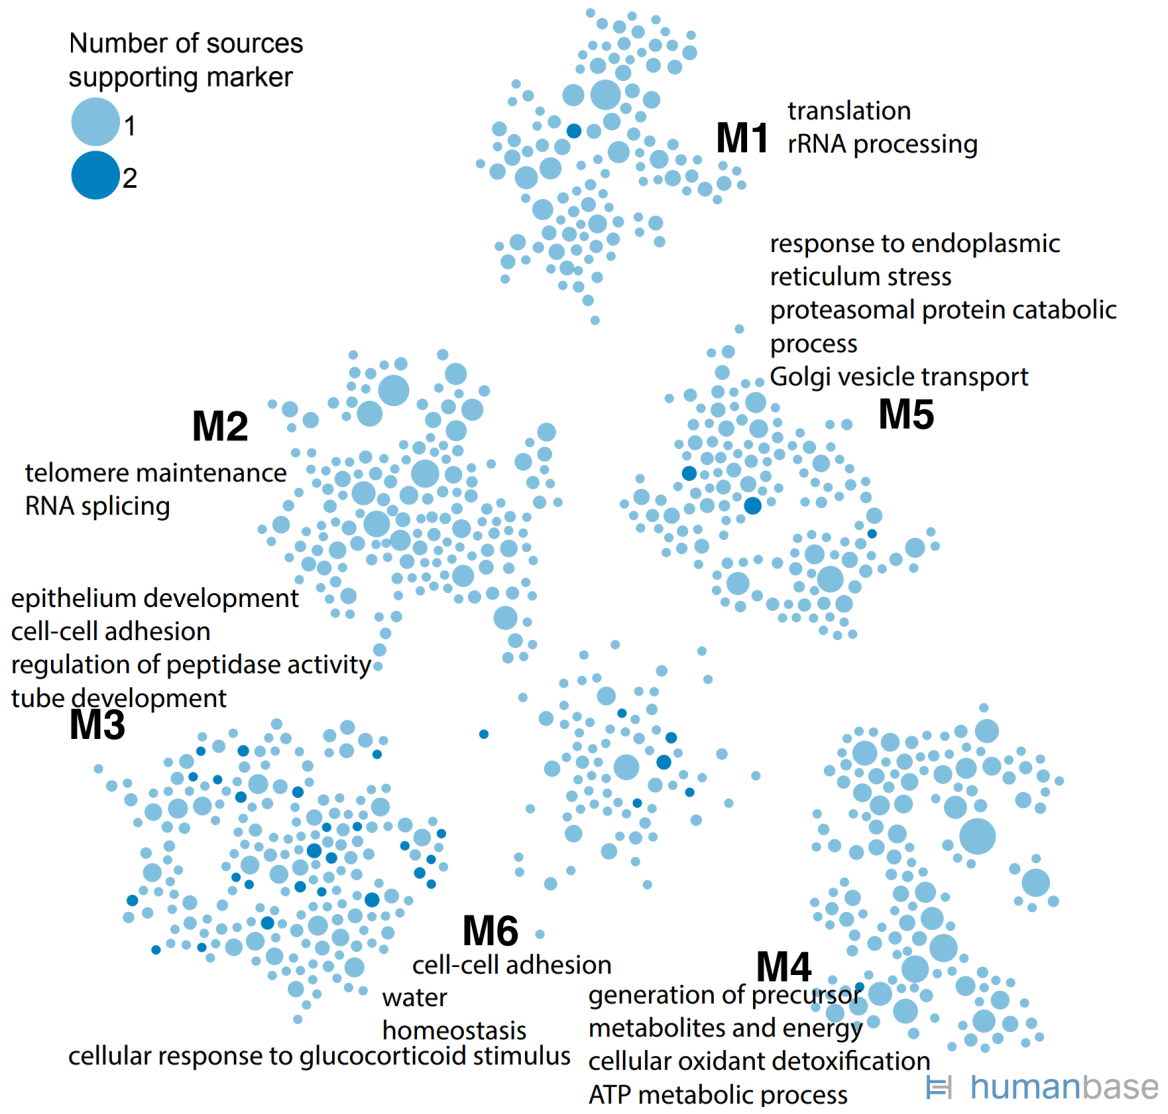 Number of sources
supporting marker
1
2
M1
translation
rRNA processing
response to endoplasmic
reticulum stress
proteasomal protein catabolic
process
Golgi vesicle transport
M5
M2
telomere maintenance
RNA splicing
epithelium development
cell-cell adhesion
regulation of peptidase activity
tube development
M3
M6
cell-cell adhesion
water
homeostasis
cellular response to glucocorticoid stimulus
M4
generation of precursor
metabolites and energy
cellular oxidant detoxification
ATP metabolic process
humanbase